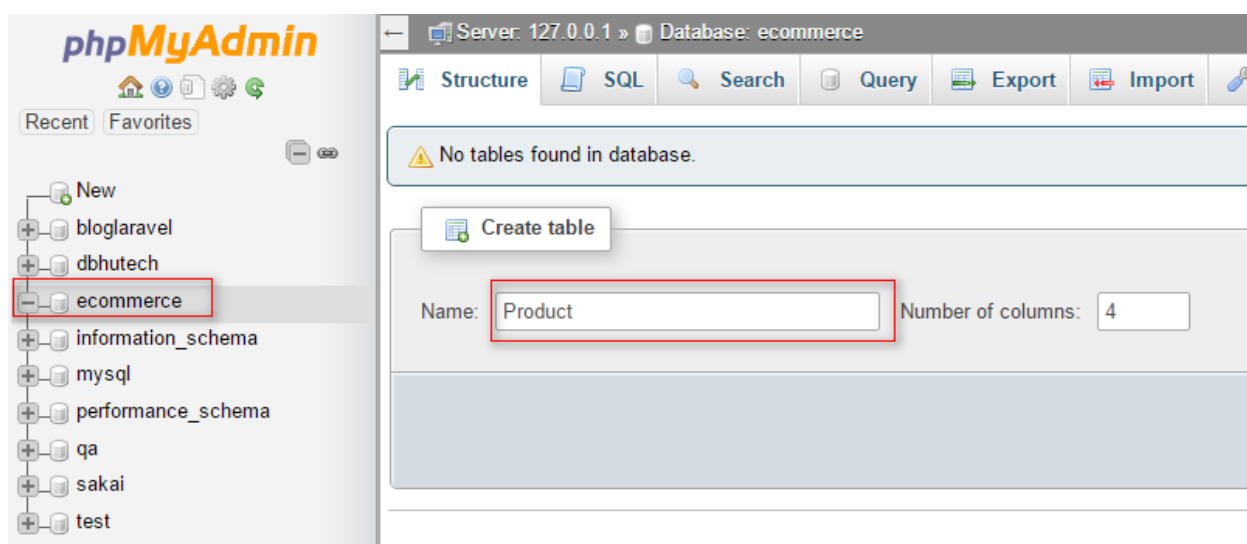 phpMyAdmin
Recent Favorites
New
bloglaravel
dbhutech
ecommerce
information_schema
mysql
performance_schema
qa
sakai
test
Server: 127.0.0.1 » Database: ecommerce
Structure SQL Search Query Export Import
No tables found in database.
Create table
Name: Product Number of columns: 4